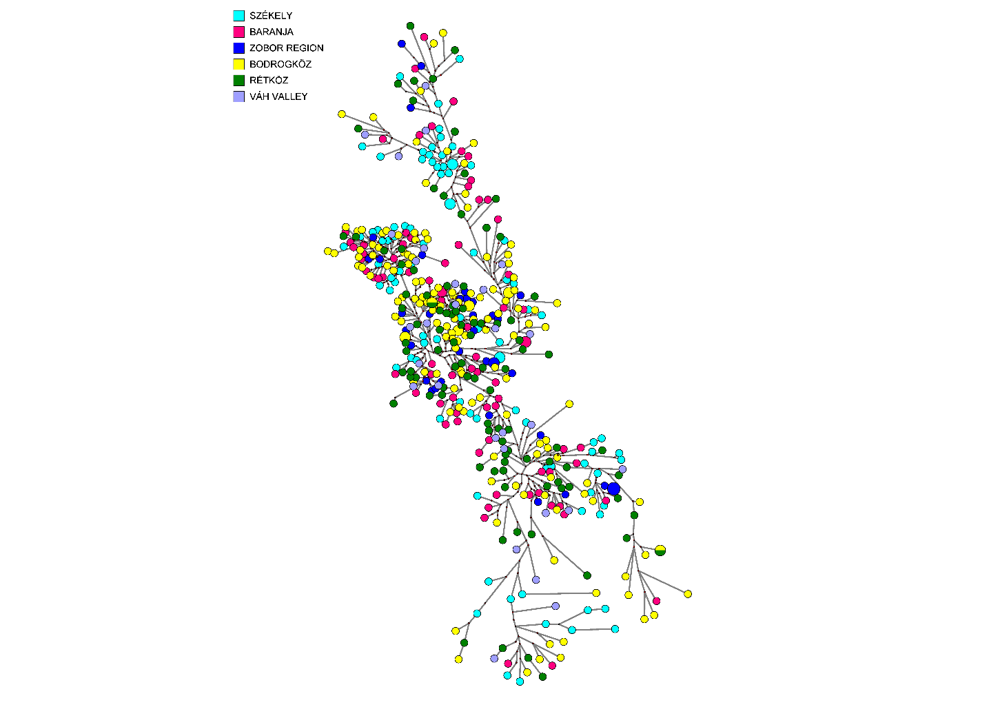 SZÉKELY
BARANJA
ZOBOR REGION
BODROGKÖZ
RÉTKÖZ
VÁH VALLEY